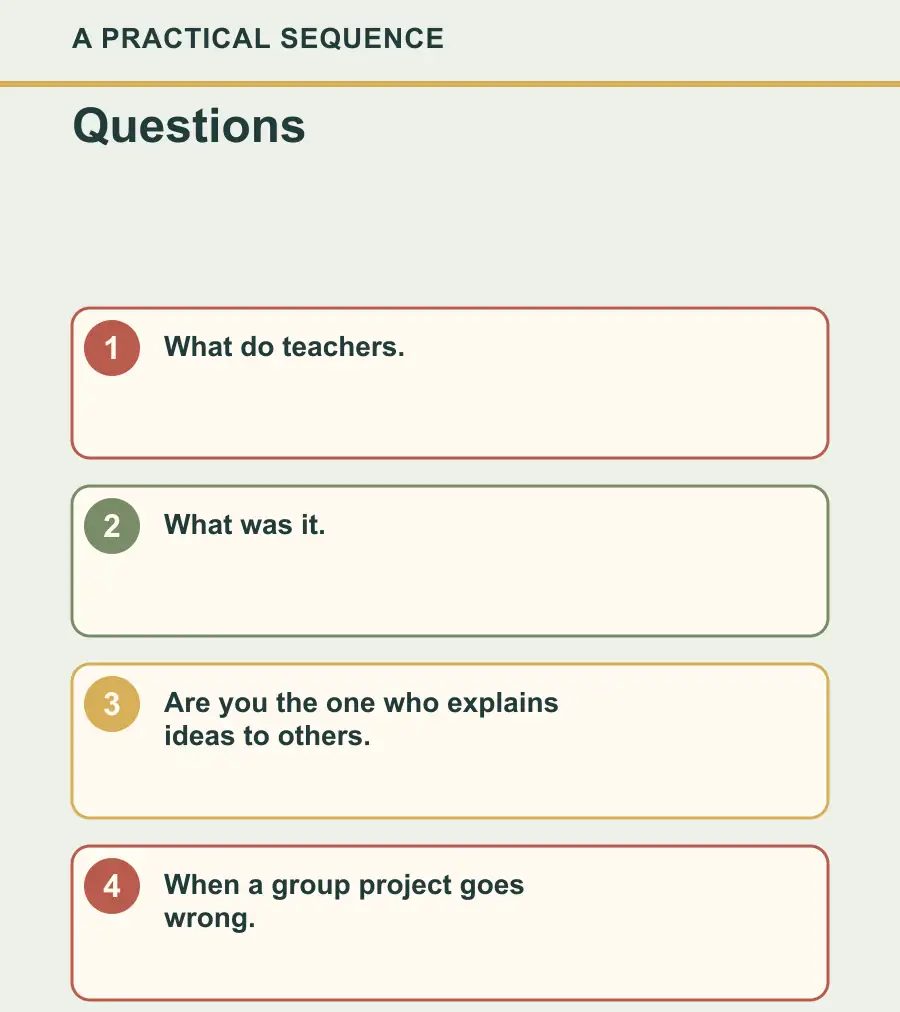 A PRACTICAL SEQUENCE
Questions
1
What do teachers.
2
What was it.
3
Are you the one who explains
ideas to others.
4
When a group project goes
wrong.